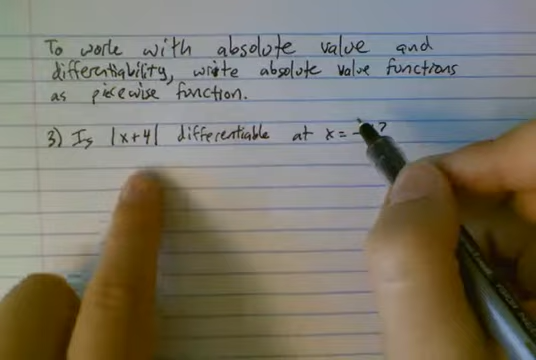 To work with absolute value and
differentiability, write absolute value functions
as piecewise function.
3) Is |x+4| differentiable at x = - ?